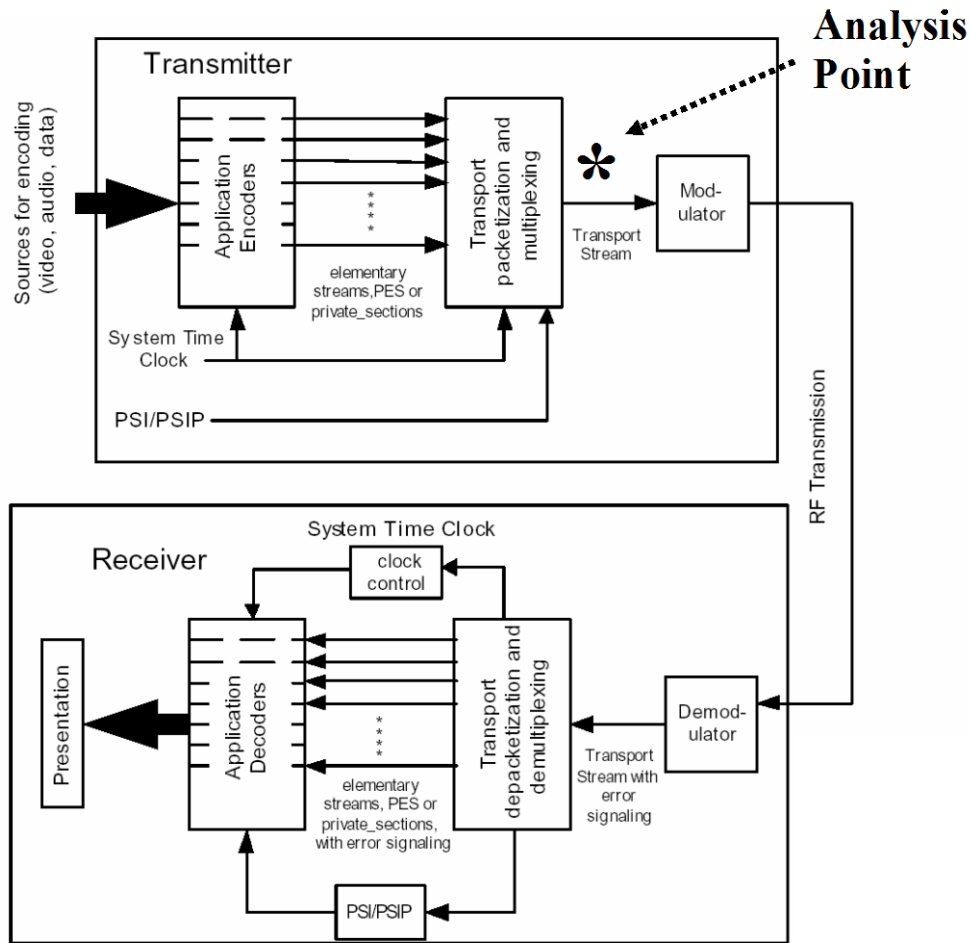 Analysis
Point
Transmitter
Sources for encoding
(video, audio, data)
Application
Encoders
****
elementary
streams,PES or
private_sections
Transport
packetization and
multiplexing
*
Transport
Stream
Mod-
ulator
System Time
Clock
PSI/PSIP
RF Transmission
Receiver
System Time Clock
clock
control
Presentation
Application
Decoders
****
elementary
streams, PES or
private_sections,
with error signaling
Transport
depacketization and
demultiplexing
Transport
Stream with
error
signaling
Demod-
ulator
PSI/PSIP